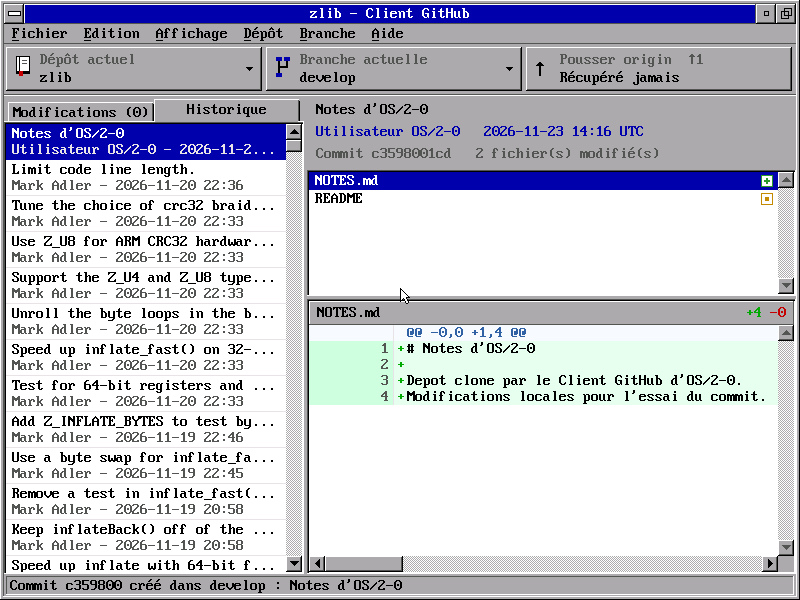 zlib - Client GitHub
Fichier Edition Affichage Dépôt Branche Aide
Dépôt actuel
zlib
Branche actuelle
develop
Pousser origin ↑1
Récupéré jamais
Modifications (0)
Historique
Notes d'OS/2-0
Utilisateur OS/2-0 - 2026-11-2...
Limit code line length.
Mark Adler - 2026-11-20 22:36
Tune the choice of crc32 braid...
Mark Adler - 2026-11-20 22:33
Use Z_U8 for ARM CRC32 hardwar...
Mark Adler - 2026-11-20 22:33
Support the Z_U4 and Z_U8 type...
Mark Adler - 2026-11-20 22:33
Unroll the byte loops in the b...
Mark Adler - 2026-11-20 22:33
Speed up inflate_fast() on 32-...
Mark Adler - 2026-11-20 22:33
Test for 64-bit registers and ...
Mark Adler - 2026-11-20 22:33
Add Z_INFLATE_BYTES to test by...
Mark Adler - 2026-11-19 22:46
Use a byte swap for inflate_fa...
Mark Adler - 2026-11-19 22:45
Remove a test in inflate_fast(...
Mark Adler - 2026-11-19 20:58
Keep inflateBack() off of the ...
Mark Adler - 2026-11-19 20:58
Speed up inflate with 64-bit f...
Notes d'OS/2-0
Utilisateur OS/2-0 2026-11-23 14:16 UTC
Commit c3598001cd 2 fichier(s) modifié(s)
NOTES.md
README
NOTES.md +4 -0
@@ -0,0 +1,4 @@
1 +# Notes d'OS/2-0
2 +
3 +Depot clone par le Client GitHub d'OS/2-0.
4 +Modifications locales pour l'essai du commit.
Commit c359800 créé dans develop : Notes d'OS/2-0